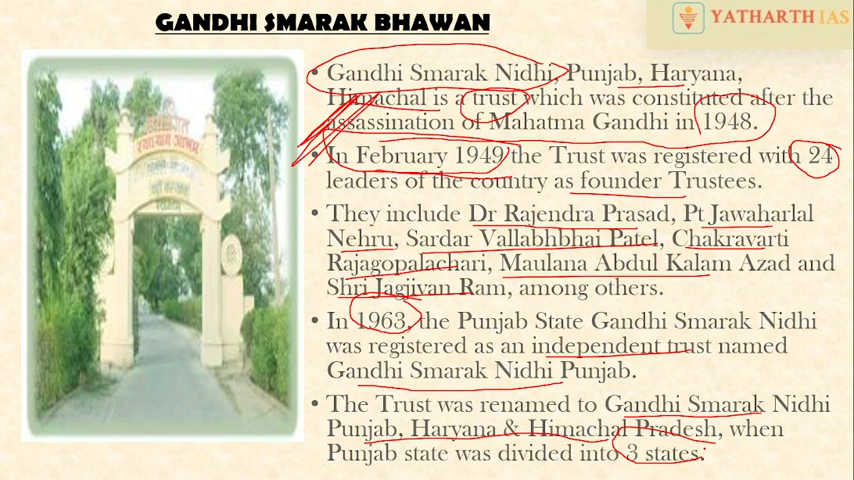 GANDHI SMARAK BHAWAN
YATHARTH IAS
• Gandhi Smarak Nidhi, Punjab, Haryana,
Himachal is a trust which was constituted after the
assassination of Mahatma Gandhi in 1948.
• In February 1949 the Trust was registered with 24
leaders of the country as founder Trustees.
• They include Dr Rajendra Prasad, Pt Jawaharlal
Nehru, Sardar Vallabhbhai Patel, Chakravarti
Rajagopalachari, Maulana Abdul Kalam Azad and
Shri Jagjivan Ram, among others.
• In 1963, the Punjab State Gandhi Smarak Nidhi
was registered as an independent trust named
Gandhi Smarak Nidhi Punjab.
• The Trust was renamed to Gandhi Smarak Nidhi
Punjab, Haryana & Himachal Pradesh, when
Punjab state was divided into 3 states.